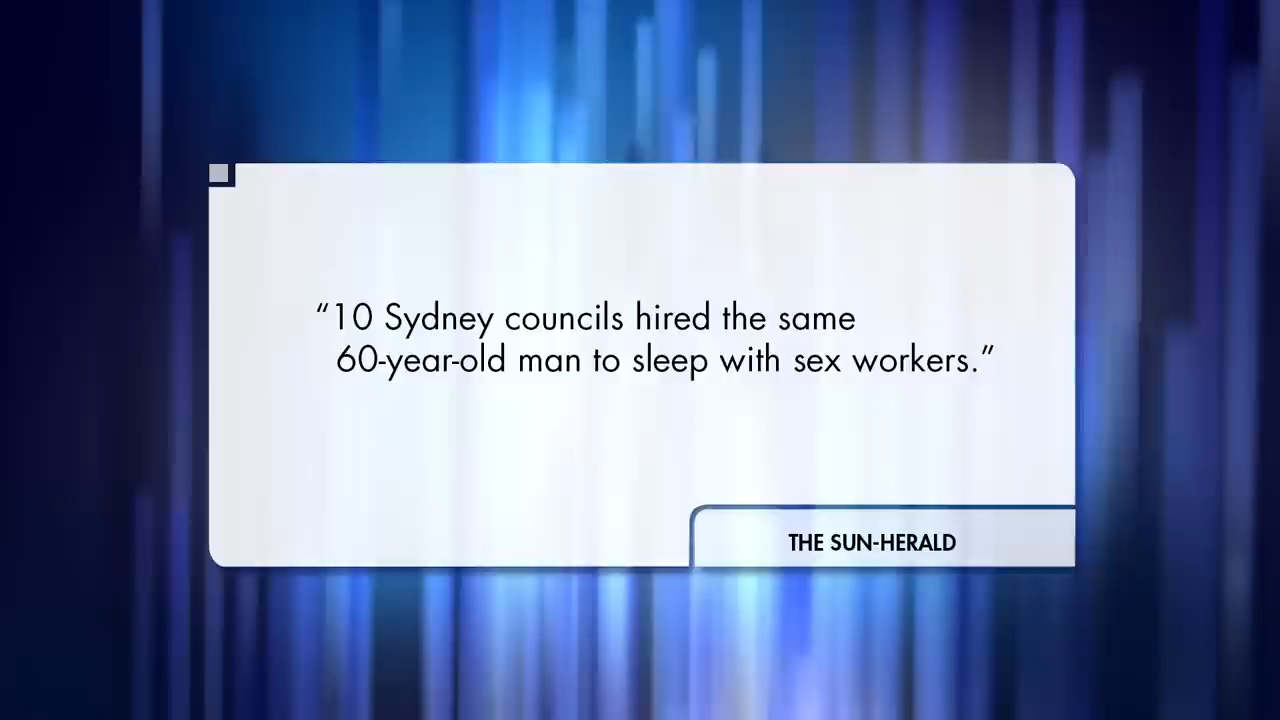 “10 Sydney councils hired the same
60-year-old man to sleep with sex workers.”
THE SUN-HERALD